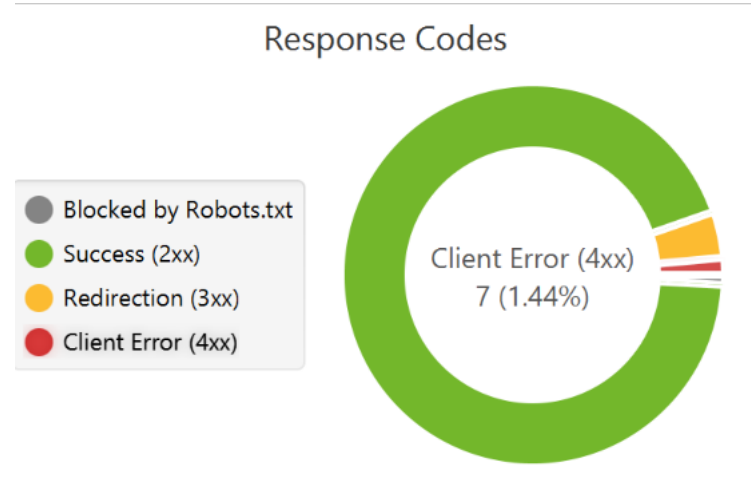 Response Codes
Blocked by Robots.txt
Success (2xx)
Redirection (3xx)
Client Error (4xx)
Client Error (4xx)
7 (1.44%)